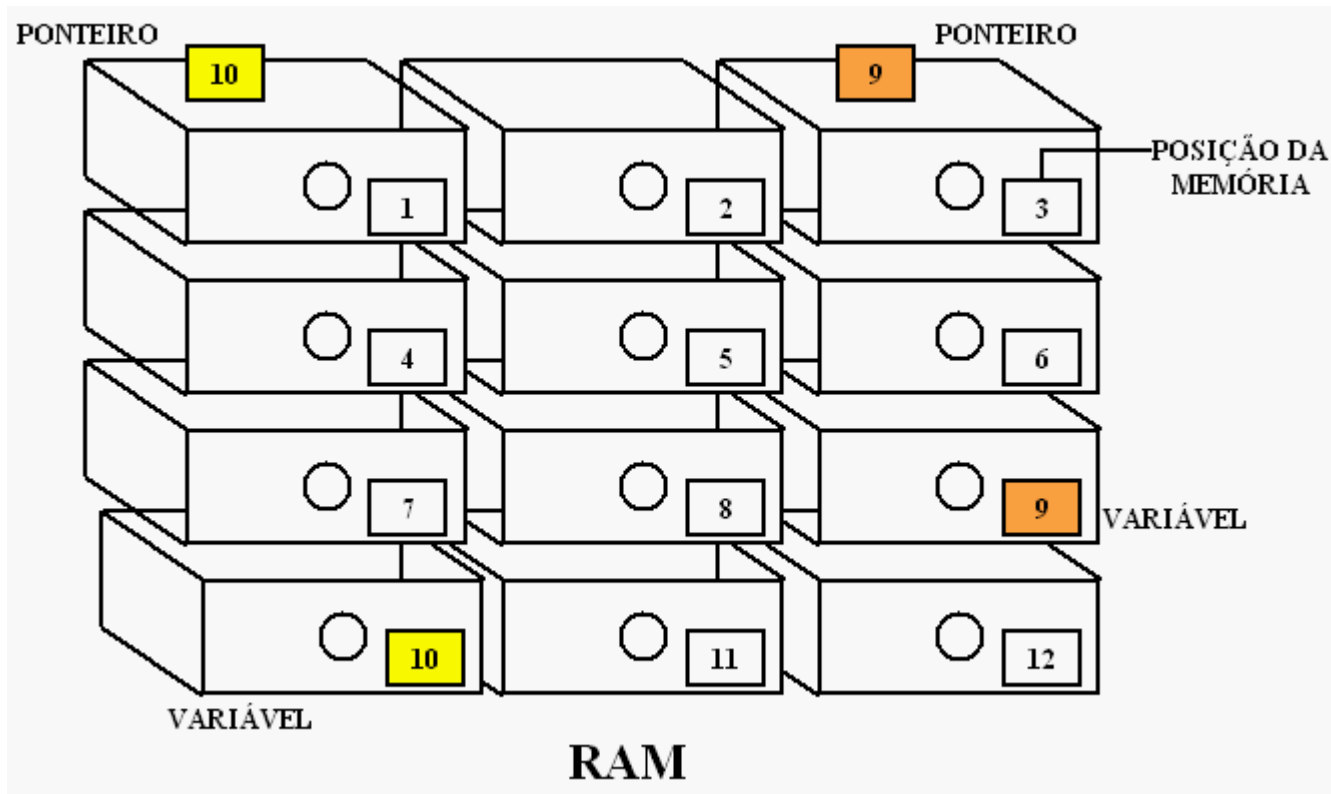 PONTEIRO
10
PONTEIRO
9
POSIÇÃO DA
MEMÓRIA
1
2
3
4
5
6
7
8
9
VARIÁVEL
10
11
12
VARIÁVEL
RAM